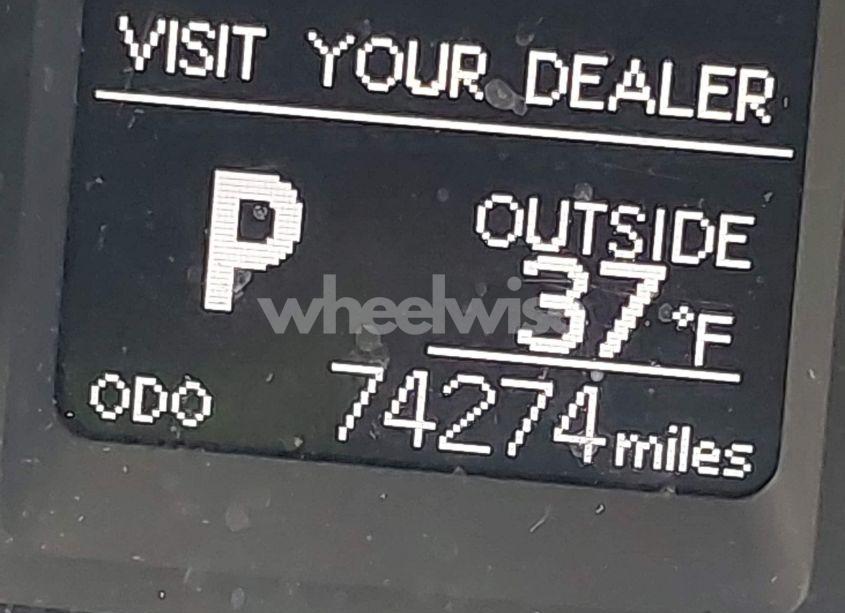 VISIT YOUR DEALER
P
OUTSIDE
37°F
ODO 74274 miles